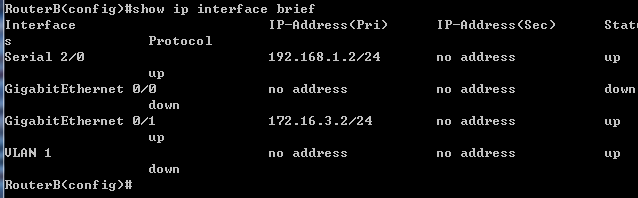 RouterB(config)#show ip interface brief
Interface IP-Address(Pri) IP-Address(Sec) Statu
s Protocol
Serial 2/0 192.168.1.2/24 no address up
up
GigabitEthernet 0/0 no address no address down
down
GigabitEthernet 0/1 172.16.3.2/24 no address up
up
VLAN 1 no address no address up
down
RouterB(config)#